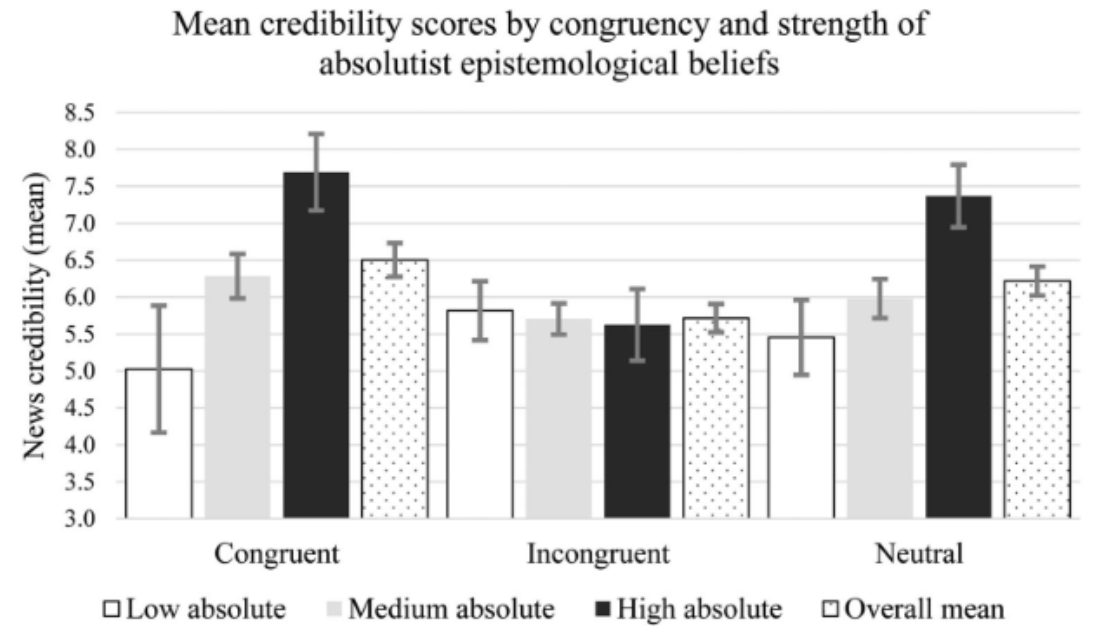 Mean credibility scores by congruency and strength of
absolutist epistemological beliefs
News credibility (mean)
8.5
8.0
7.5
7.0
6.5
6.0
5.5
5.0
4.5
4.0
3.5
3.0
Congruent Incongruent Neutral
Low absolute Medium absolute High absolute Overall mean